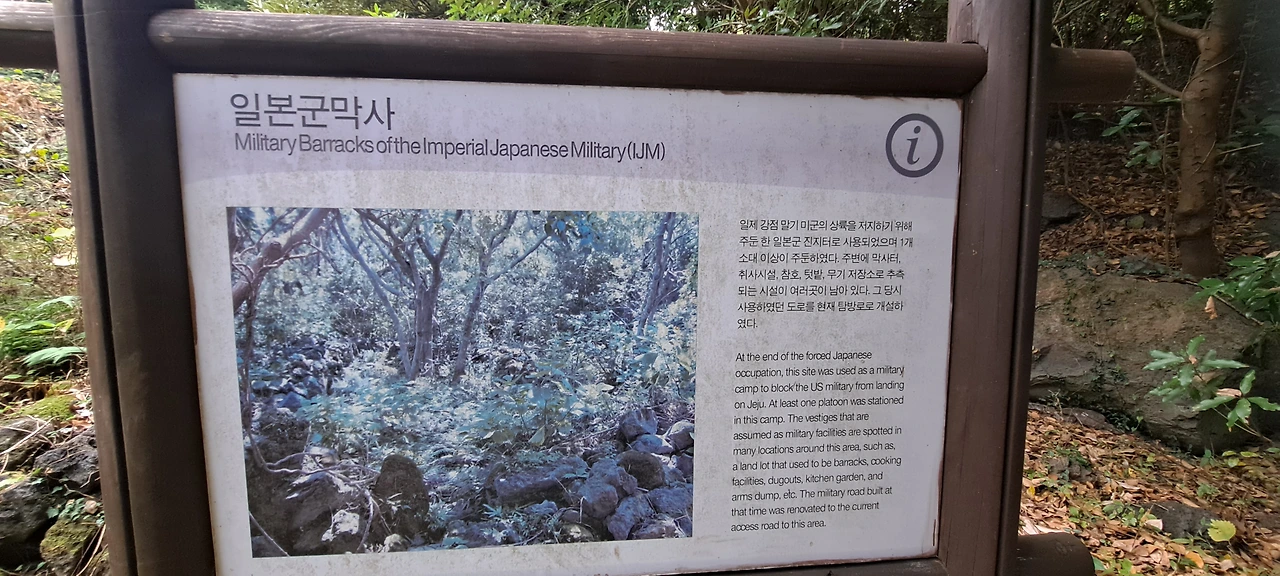 일본군막사
Military Barracks of the Imperial Japanese Military (IJM)
i
일제 강점 말기 미군의 상륙을 저지하기 위해
주둔 한 일본군 진지터로 사용되었으며 1개
소대 이상이 주둔하였다. 주변에 막사터,
취사시설, 참호, 텃밭, 무기 저장소로 추측
되는 시설이 여러곳이 남아 있다. 그 당시
사용하였던 도로를 현재 탐방로로 개설하
였다.
At the end of the forced Japanese
occupation, this site was used as a military
camp to block the US military from landing
on Jeju. At least one platoon was stationed
in this camp. The vestiges that are
assumed as military facilities are spotted in
many locations around this area, such as,
a land lot that used to be barracks, cooking
facilities, dugouts, kitchen garden, and
arms dump, etc. The military road built at
that time was renovated to the current
access road to this area.